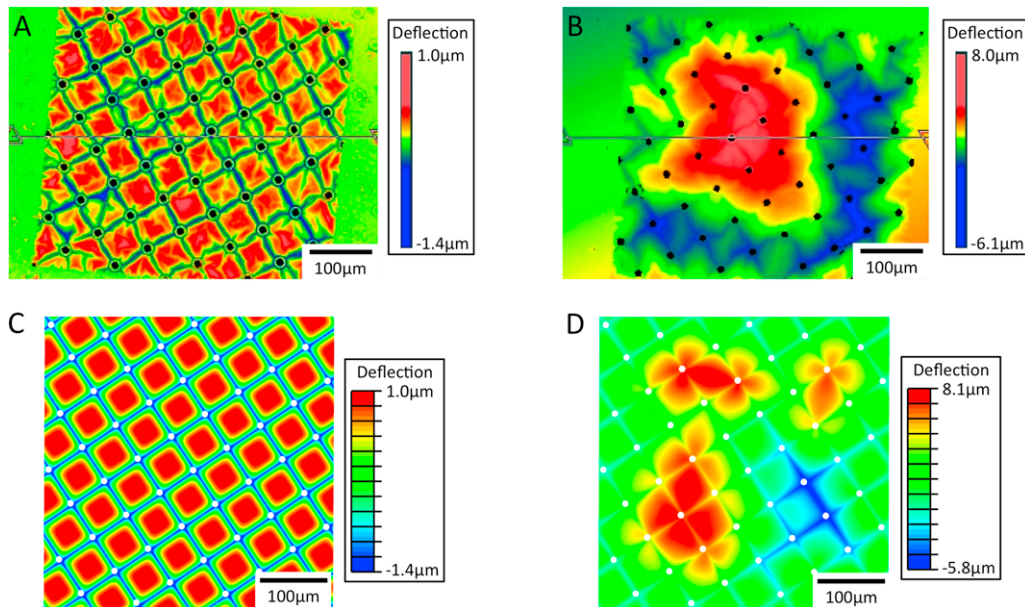 A
Deflection
1.0µm
-1.4µm
100µm
B
Deflection
8.0µm
-6.1µm
100µm
C
Deflection
1.0µm
-1.4µm
100µm
D
Deflection
8.1µm
-5.8µm
100µm